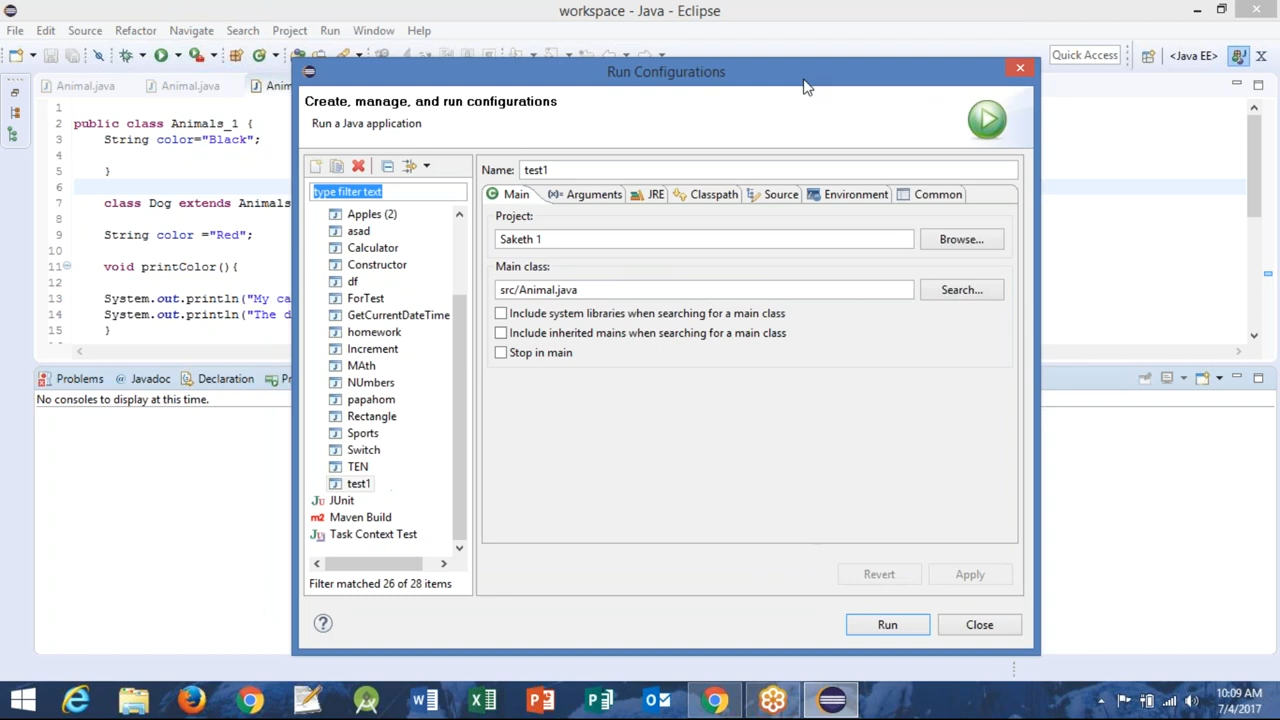 workspace - Java - Eclipse
File Edit Source Refactor Navigate Search Project Run Window Help
Quick Access
<Java EE>
Animal.java
Animal.java
Anim
1
2 public class Animals_1 {
3 String color="Black";
4
5 }
6
7 class Dog extends Animals
8
9 String color ="Red";
10
11 void printColor(){
12
13 System.out.println("My ca
14 System.out.println("The d
15 }
Problems @ Javadoc Declaration Pr
No consoles to display at this time.
Run Configurations
Create, manage, and run configurations
Run a Java application
type filter text
Apples (2)
asad
Calculator
Constructor
df
ForTest
GetCurrentDateTime
homework
Increment
MAth
NUmbers
papahom
Rectangle
Sports
Switch
TEN
test1
JUnit
Maven Build
Task Context Test
Filter matched 26 of 28 items
Name: test1
Main Arguments JRE Classpath Source Environment Common
Project:
Saketh 1 Browse...
Main class:
src/Animal.java Search...
Include system libraries when searching for a main class
Include inherited mains when searching for a main class
Stop in main
Revert Apply
Run Close
10:09 AM
7/4/2017